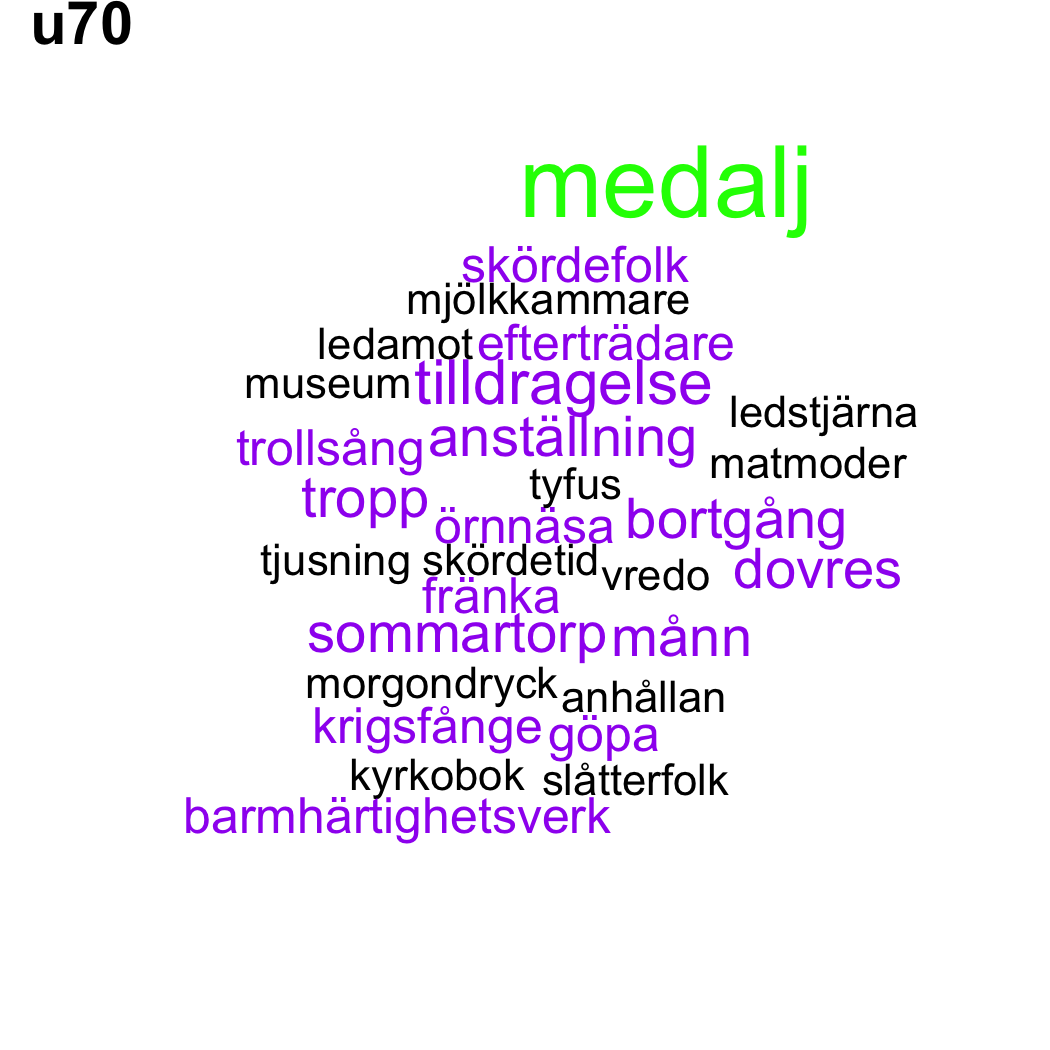 u70
medalj
skördefolk
mjölkkammare
ledamot efterträdare
museum tilldragelse
ledstjärna
trollsång anställning
matmoder
tyfus
tropp
örnnäsa bortgång
tjusning skördetid vredo dovres
fränka
sommartorp månn
morgondryck anhållan
krigsfånge göpa
kyrkobok slåtterfolk
barmhärtighetsverk